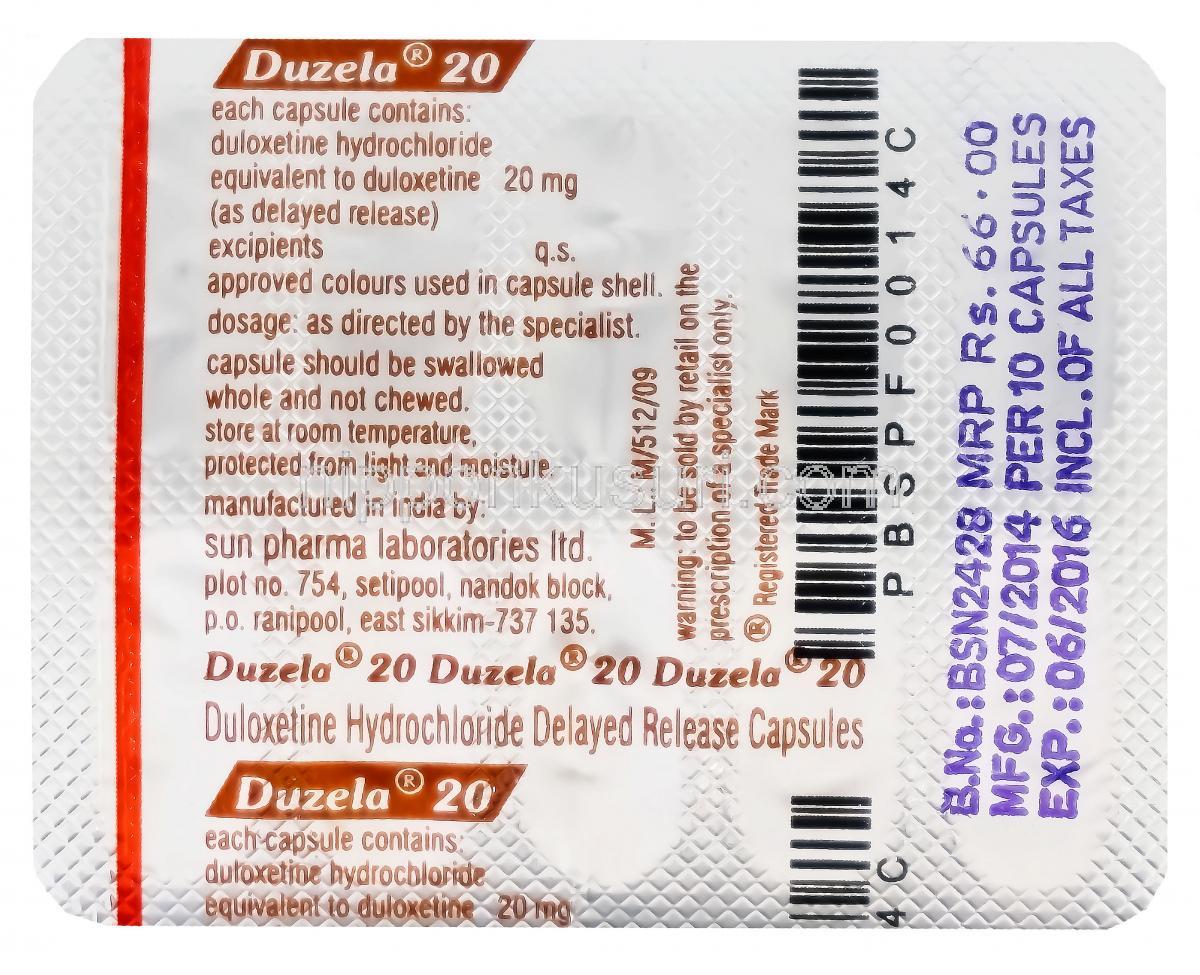 Duzela® 20
each capsule contains:
duloxetine hydrochloride
equivalent to duloxetine 20 mg
(as delayed release)
excipients q.s.
approved colours used in capsule shell.
dosage: as directed by the specialist.
capsule should be swallowed
whole and not chewed.
store at room temperature,
protected from light and moisture.
manufactured in india by:
sun pharma laboratories ltd.
plot no. 754, setipool, nandok block,
p.o. ranipool, east sikkim-737 135.
M. L. : M/512/09
warning: to be sold by retail on the
prescription of a specialist only.
® Registered Trade Mark
Duzela® 20 Duzela® 20 Duzela® 20
Duloxetine Hydrochloride Delayed Release Capsules
Duzela® 20
each capsule contains:
duloxetine hydrochloride
equivalent to duloxetine 20 mg
PBSPF0014C
4C
B.No.:BSN2428 MRP Rs. 66.00
MFG.:07/2014 PER 10 CAPSULES
EXP.:06/2016 INCL. OF ALL TAXES
nipponkusuri.com